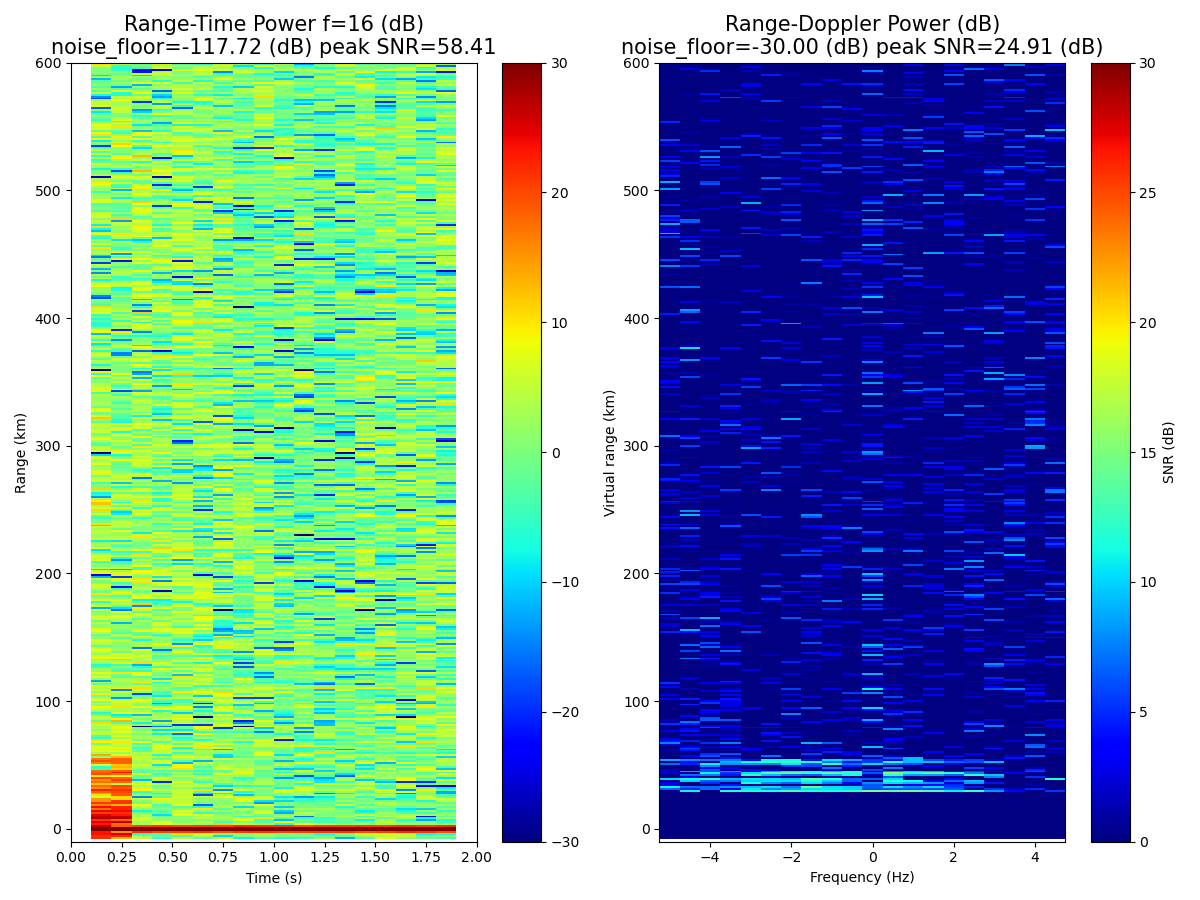 Range-Time Power f=16 (dB)
noise_floor=-117.72 (dB) peak SNR=58.41
Range (km)
600
500
400
300
200
100
0
0.00 0.25 0.50 0.75 1.00 1.25 1.50 1.75 2.00
Time (s)
30
20
10
0
−10
−20
−30
Range-Doppler Power (dB)
noise_floor=-30.00 (dB) peak SNR=24.91 (dB)
Virtual range (km)
600
500
400
300
200
100
0
−4 −2 0 2 4
Frequency (Hz)
30
25
20
15
10
5
0
SNR (dB)